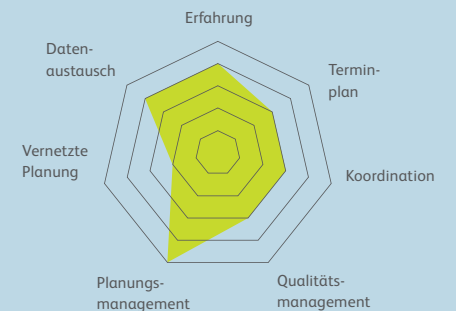 Erfahrung
Daten-
austausch
Termin-
plan
Vernetzte
Planung
Koordination
Planungs-
management
Qualitäts-
management